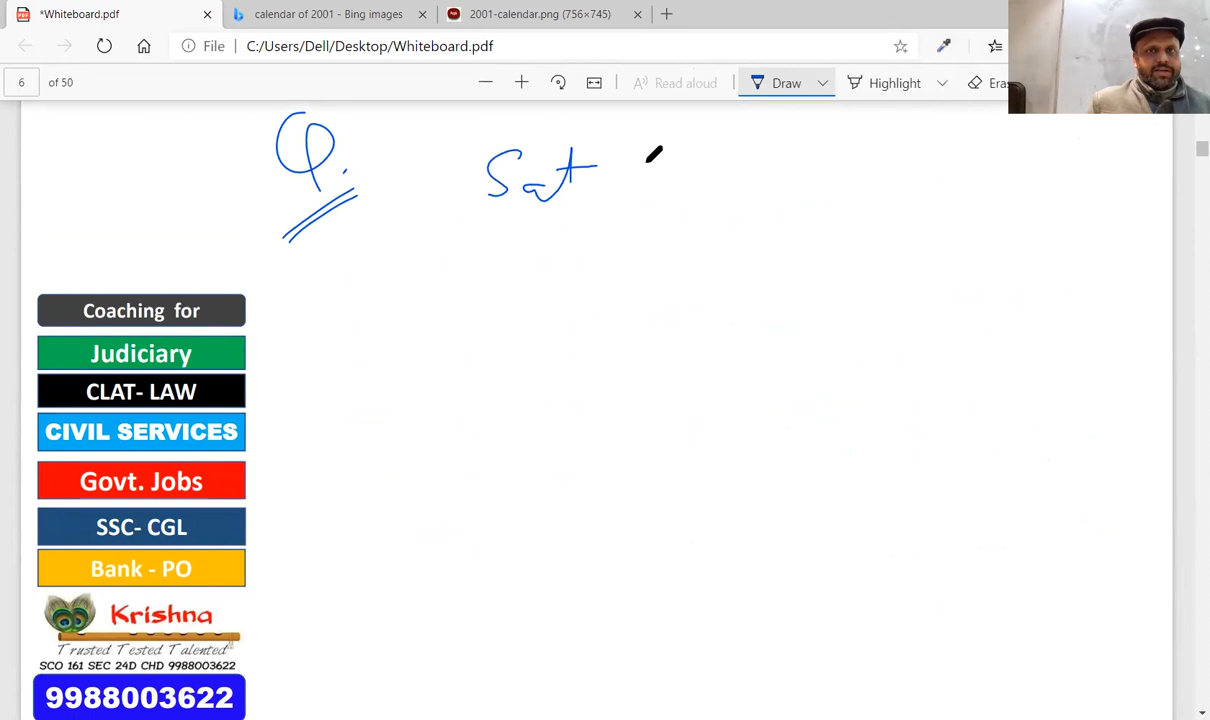 *Whiteboard.pdf
calendar of 2001 - Bing images
2001-calendar.png (756×745)
File
C:/Users/Dell/Desktop/Whiteboard.pdf
6 of 50
Read aloud
Draw
Highlight
Eras
Q. Sat
Coaching for
Judiciary
CLAT- LAW
CIVIL SERVICES
Govt. Jobs
SSC- CGL
Bank - PO
Krishna
Trusted Tested Talented
SCO 161 SEC 24D CHD 9988003622
9988003622